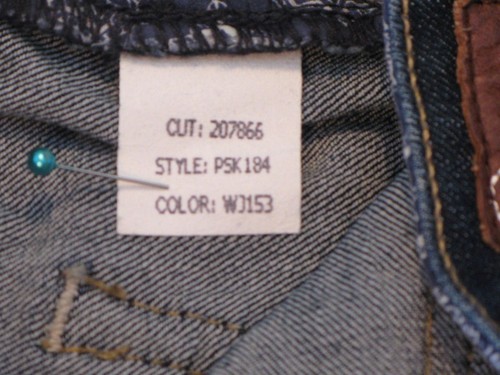 CUT: 207866
STYLE: PSK184
COLOR: WJ153